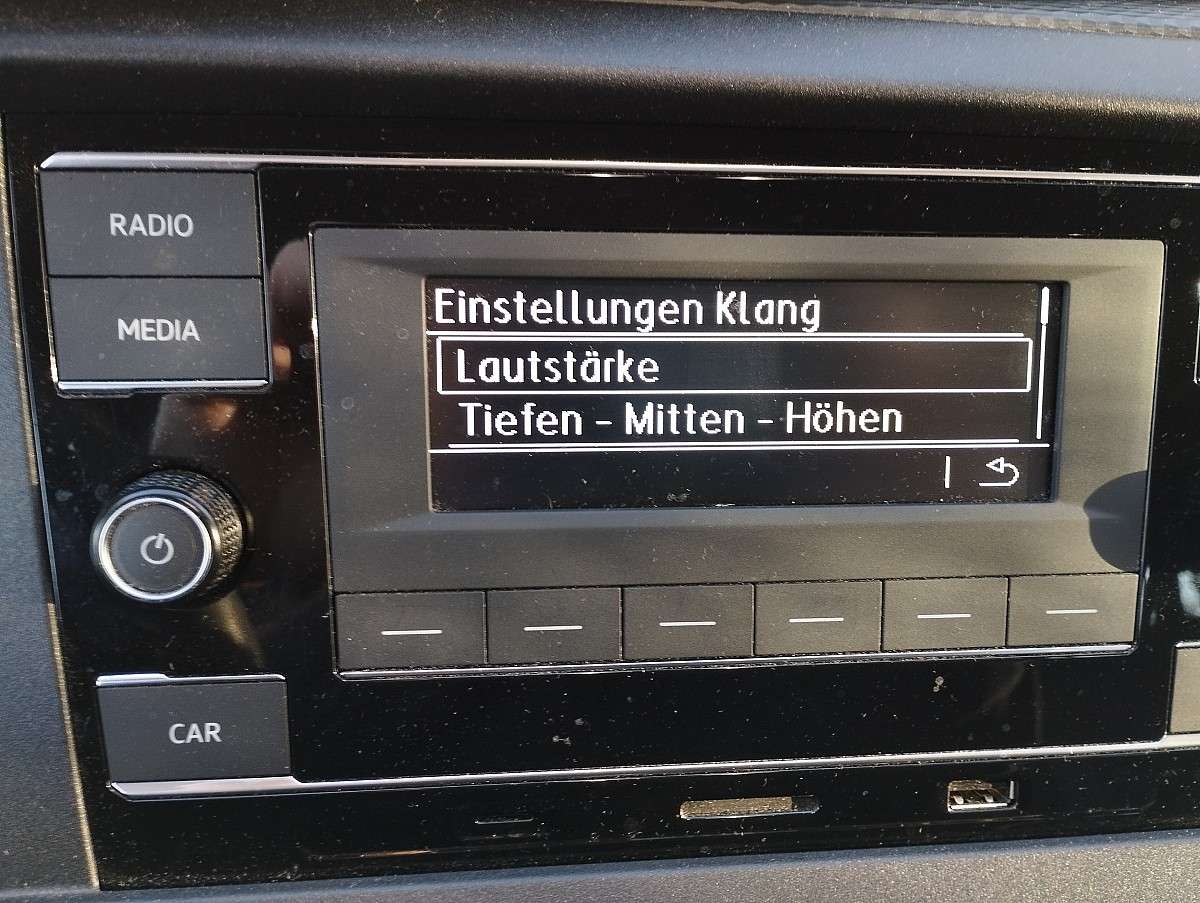 RADIO
MEDIA
Einstellungen Klang
Lautstärke
Tiefen - Mitten - Höhen
CAR